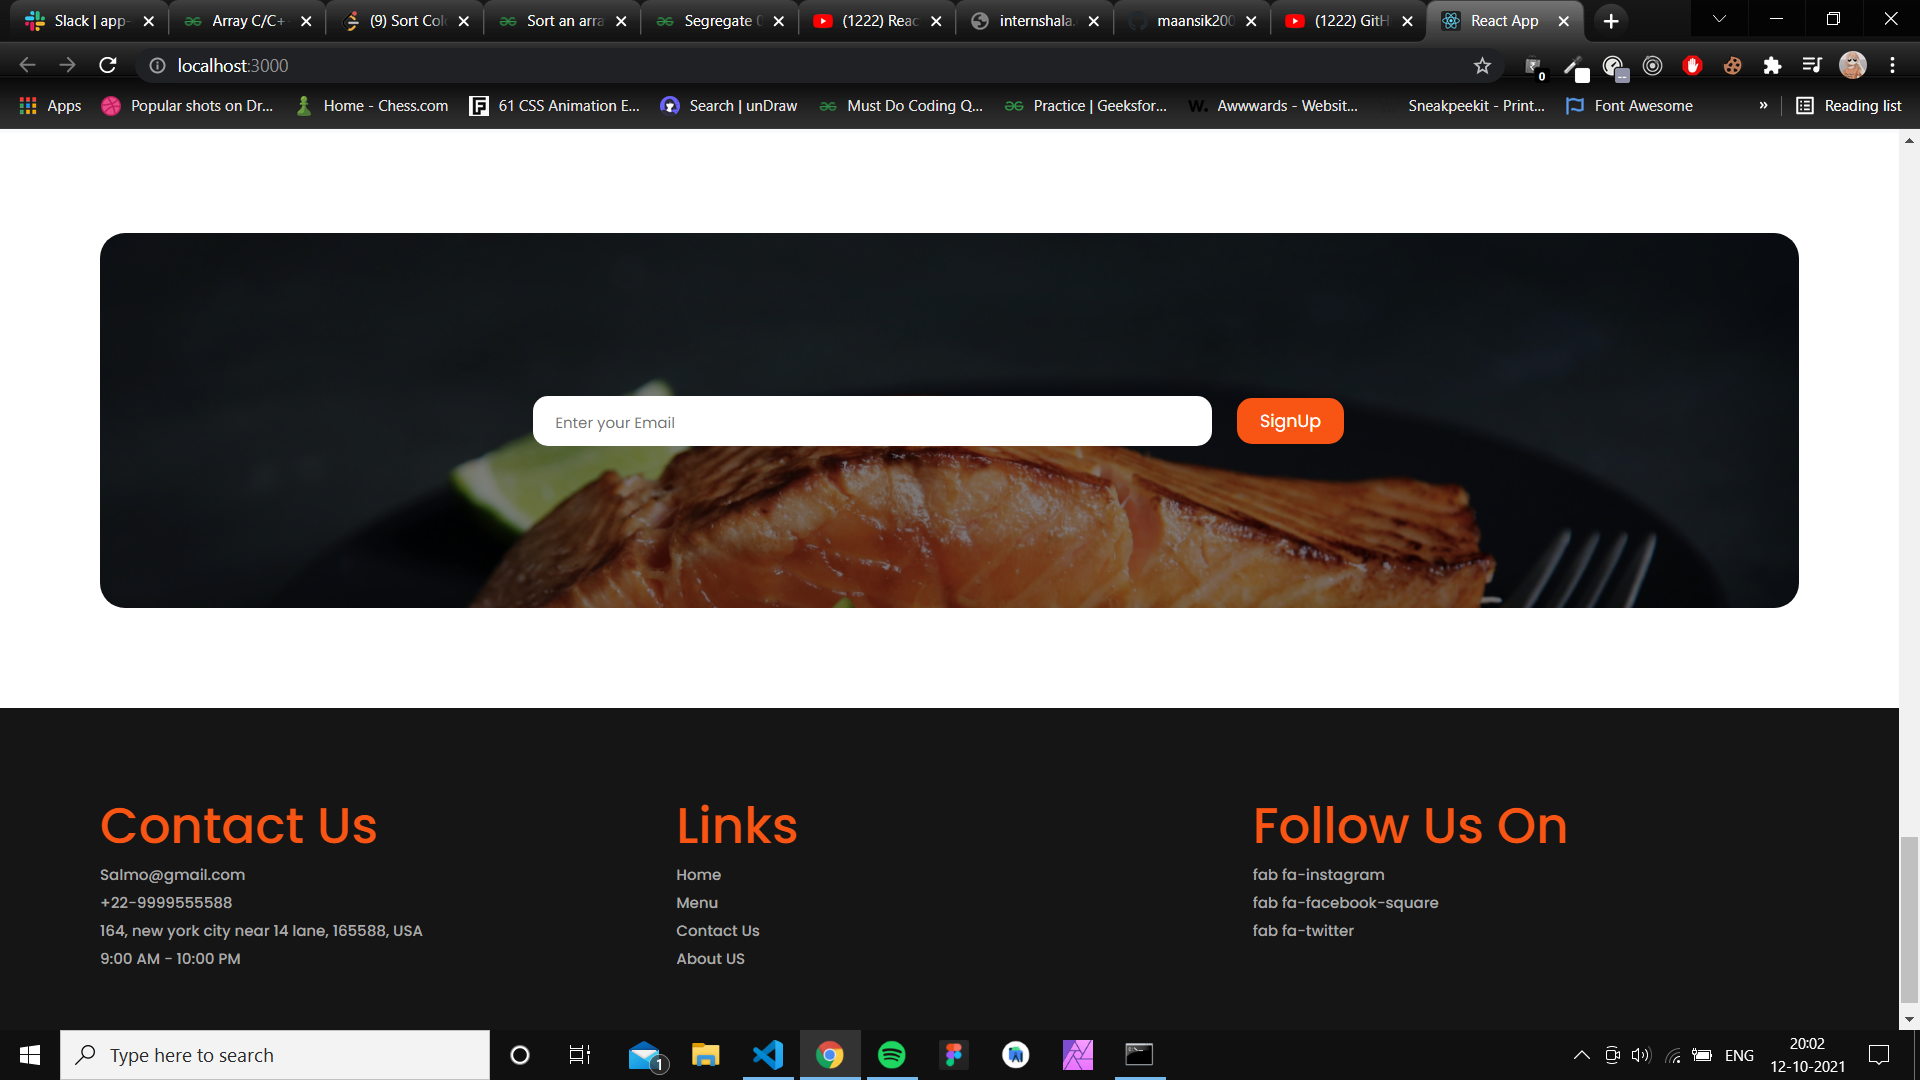 Slack | app-
Array C/C+
(9) Sort Col
Sort an arra
Segregate 0
(1222) Reac
internshala.
maansik200
(1222) GitH
React App
localhost:3000
0
Apps
Popular shots on Dr...
Home - Chess.com
61 CSS Animation E...
Search | unDraw
Must Do Coding Q...
Practice | Geeksfor...
W.
Awwwards - Websit...
Sneakpeekit - Print...
Font Awesome
»
Reading list
Enter your Email
SignUp
Contact Us
Salmo@gmail.com
+22-9999555588
164, new york city near 14 lane, 165588, USA
9:00 AM - 10:00 PM
Links
Home
Menu
Contact Us
About US
Follow Us On
fab fa-instagram
fab fa-facebook-square
fab fa-twitter
Type here to search
1
ENG
20:02
12-10-2021